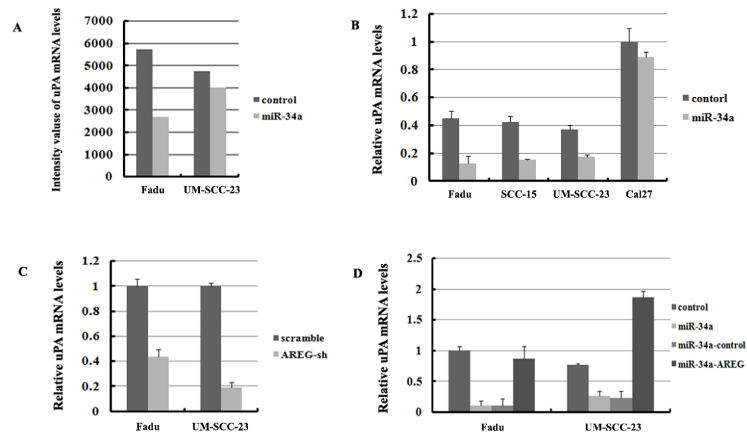 A
Intensity valuse of uPA mRNA levels
7000
6000
5000
4000
3000
2000
1000
0
Fadu UM-SCC-23
control
miR-34a
B
Relative uPA mRNA levels
1.2
1
0.8
0.6
0.4
0.2
0
Fadu SCC-15 UM-SCC-23 Cal27
contorl
miR-34a
C
Relative uPA mRNA levels
1.2
1
0.8
0.6
0.4
0.2
0
Fadu UM-SCC-23
scramble
AREG-sh
D
Relative uPA mRNA levels
2.5
2
1.5
1
0.5
0
Fadu UM-SCC-23
control
miR-34a
miR-34a-control
miR-34a-AREG